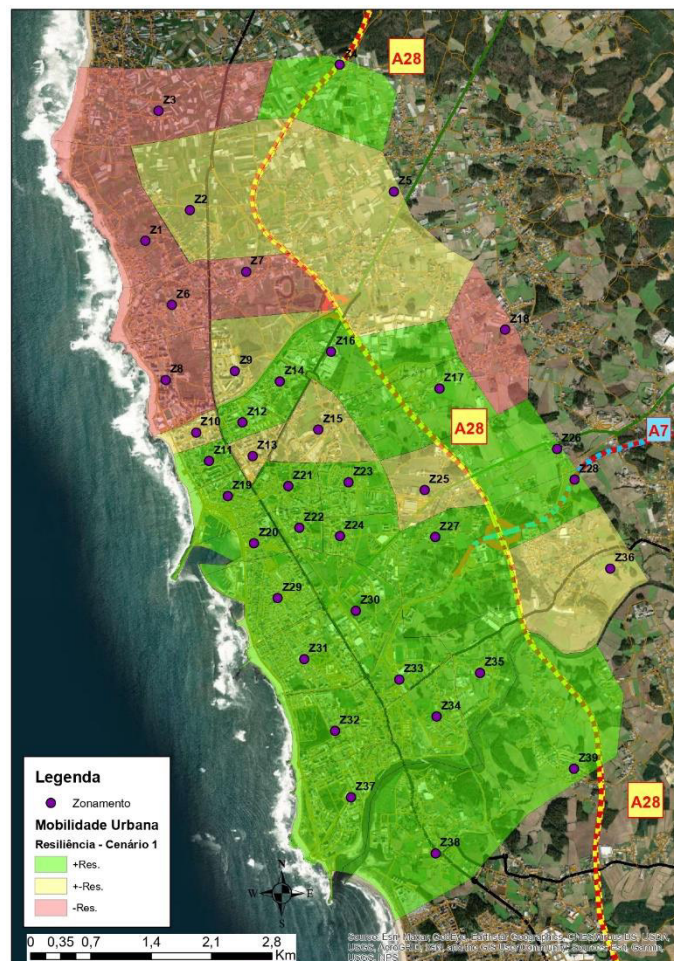 A28
Z4
Z3
Z5
Z2
Z1
Z7
Z6
Z18
Z16
Z9
Z14
Z8
Z17
Z12
Z10
Z15
A28
A7
Z13
Z11
Z26
Z21
Z23
Z28
Z19
Z25
Z22
Z24
Z27
Z20
Z36
Z29
Z30
Z31
Z33
Z35
Z34
Z32
Z39
Legenda
Zonamento
Mobilidade Urbana
Resiliência - Cenário 1
+Res.
+-Res.
-Res.
Z37
A28
Z38
N
W
E
S
0 0,35 0,7 1,4 2,1 2,8
Km